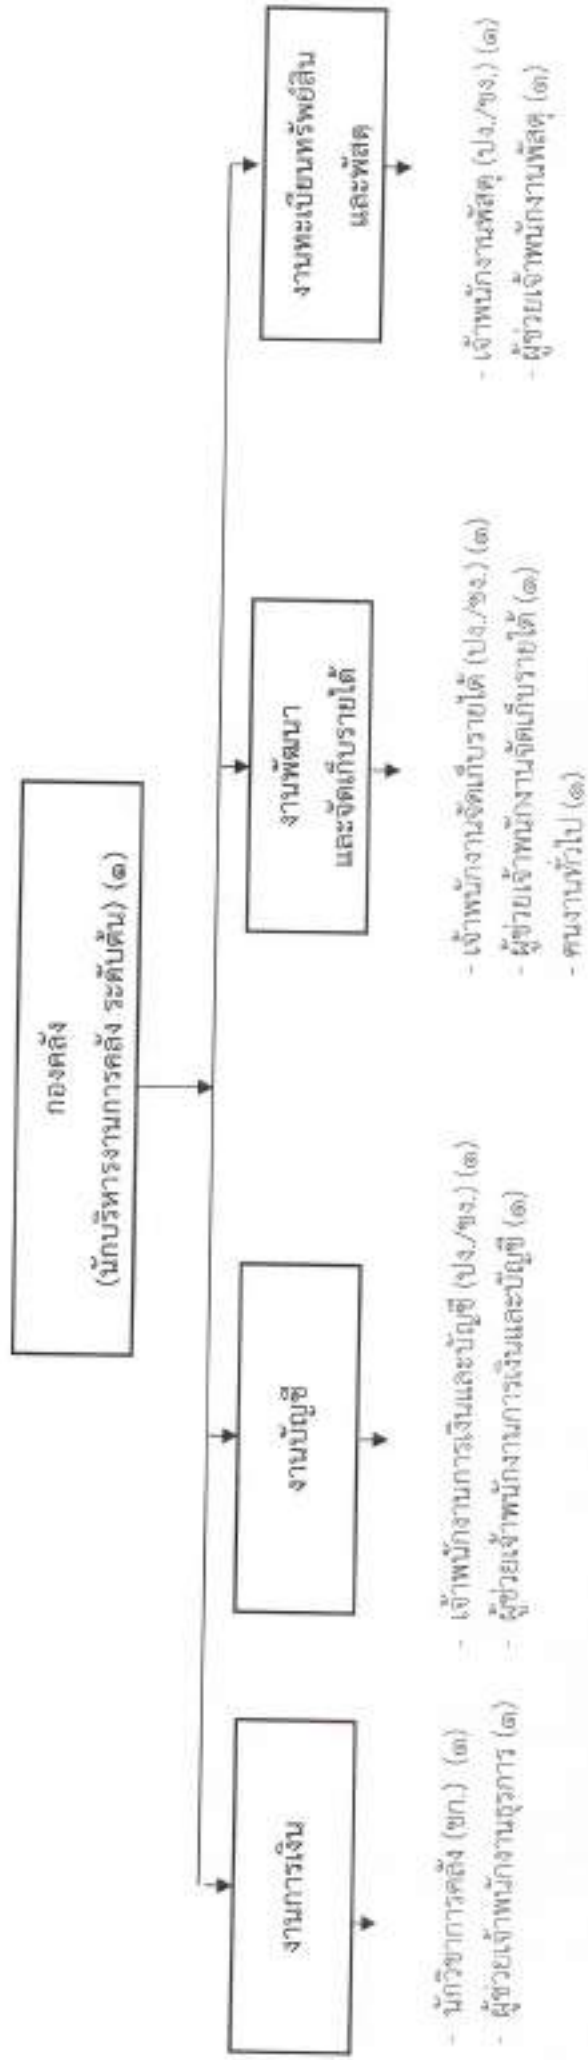 กองคลัง
(นักบริหารงานการคลัง ระดับต้น) (๑)
งานการเงิน
- นักวิชาการคลัง (ชก.) (๑)
- ผู้ช่วยเจ้าพนักงานธุรการ (๑)
งานบัญชี
- เจ้าพนักงานการเงินและบัญชี (ปง./ชง.) (๑)
- ผู้ช่วยเจ้าพนักงานการเงินและบัญชี (๑)
งานพัฒนา
และจัดเก็บรายได้
- เจ้าพนักงานจัดเก็บรายได้ (ปง./ชง.) (๑)
- ผู้ช่วยเจ้าพนักงานจัดเก็บรายได้ (๑)
- คนงานทั่วไป (๑)
งานทะเบียนทรัพย์สิน
และพัสดุ
- เจ้าพนักงานพัสดุ (ปง./ชง.) (๑)
- ผู้ช่วยเจ้าพนักงานพัสดุ (๑)